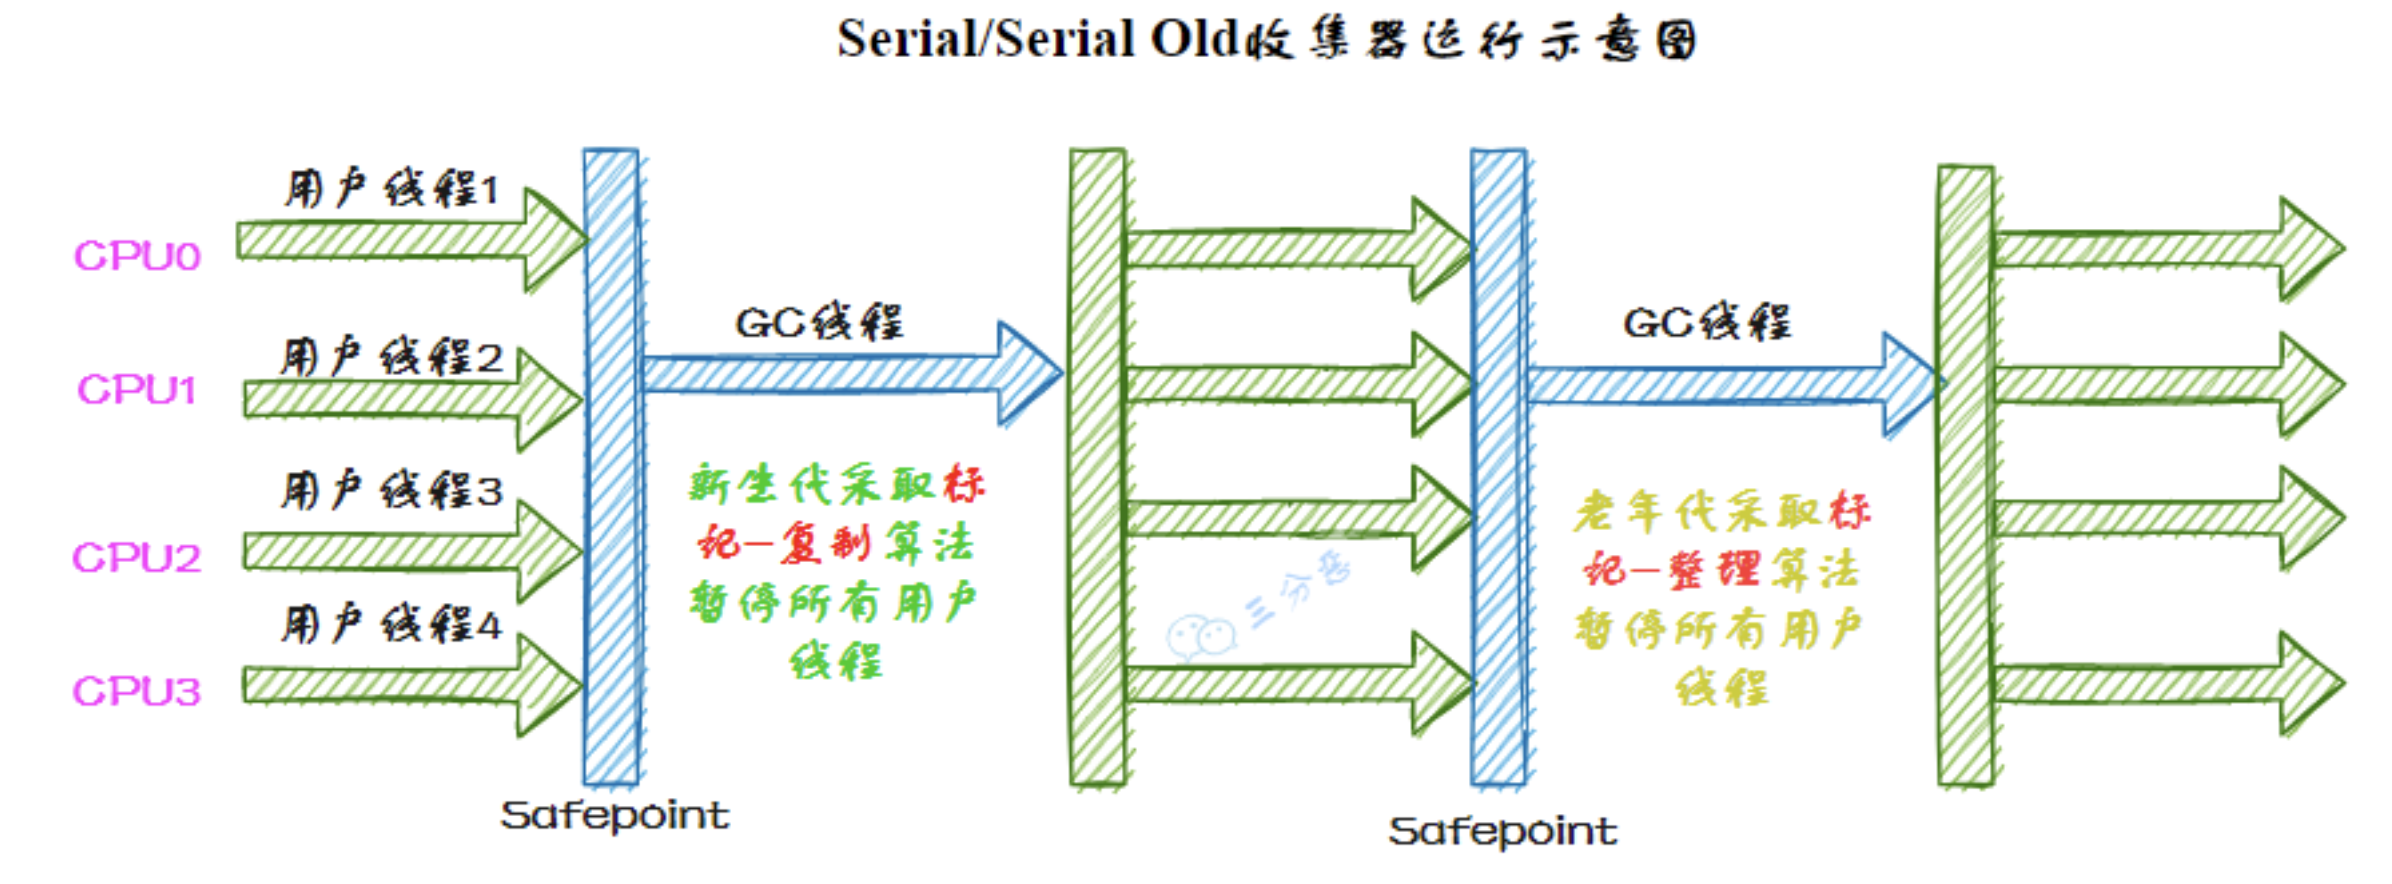 Serial/Serial Old收集器运行示意图
用户线程1
CPU0
用户线程2
CPU1
用户线程3
CPU2
用户线程4
CPU3
Safepoint
GC线程
新生代采取标
记-复制算法
暂停所有用户
线程
三分恶
Safepoint
GC线程
老年代采取标
记-整理算法
暂停所有用户
线程